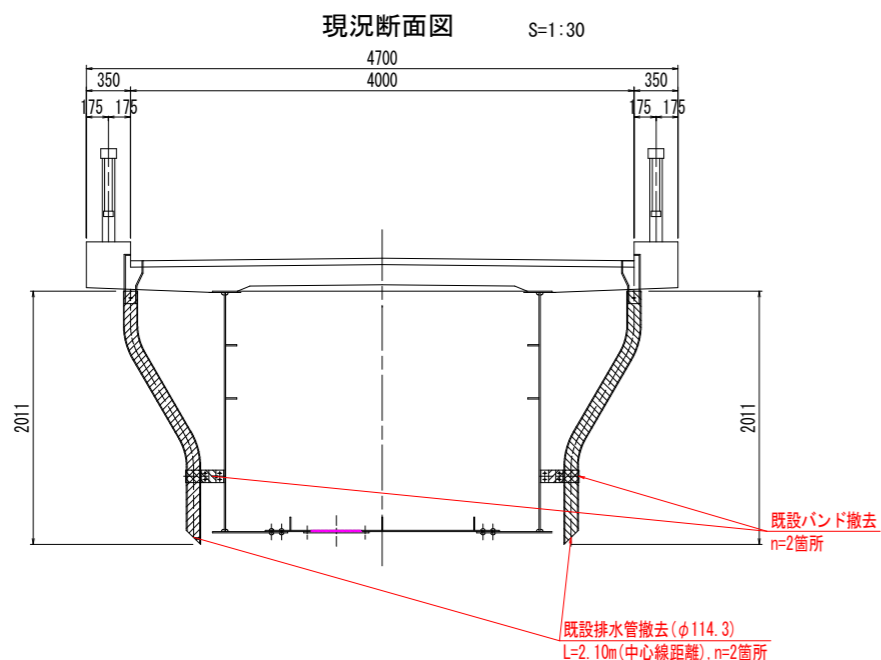 現況断面図 S=1:30
4700
350 4000 350
175 175 175 175
2011 2011
既設バンド撤去
n=2箇所
既設排水管撤去(φ114.3)
L=2.10m(中心線距離),n=2箇所